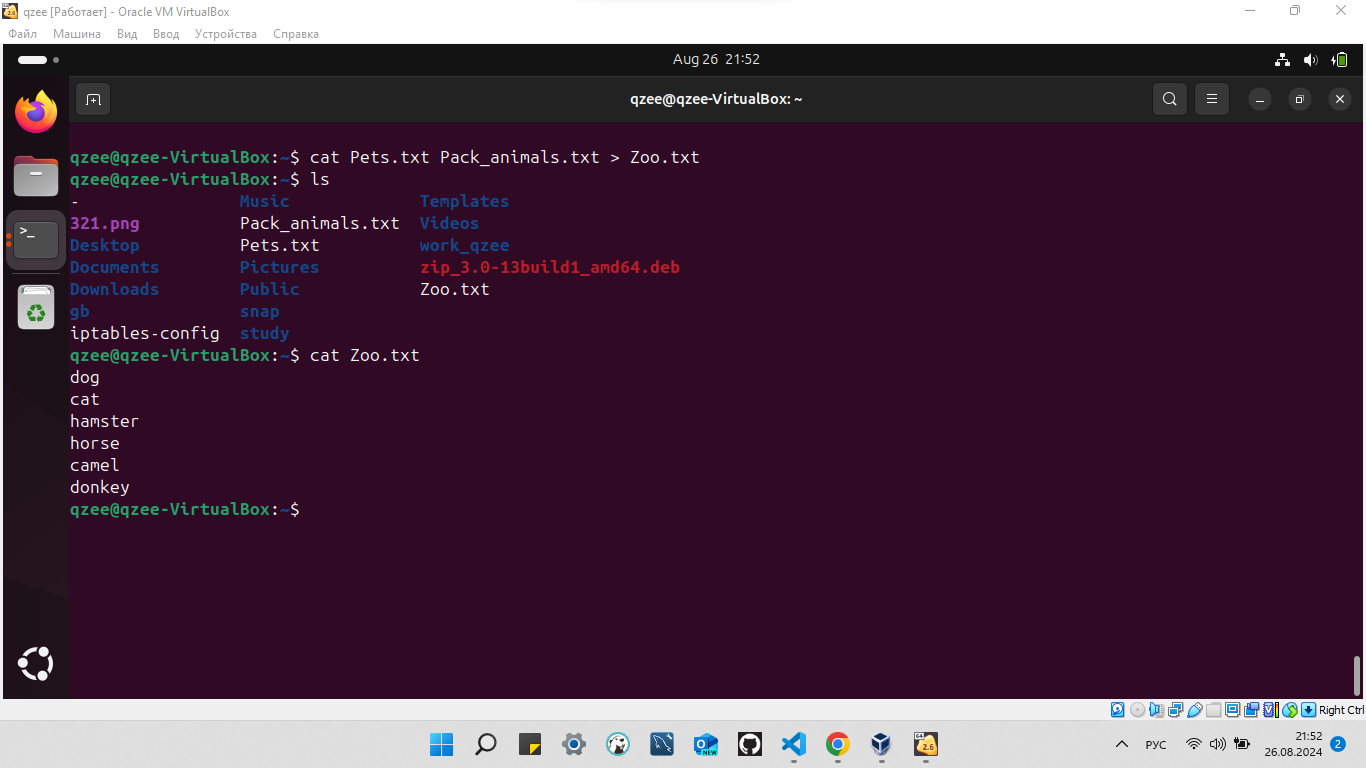 qzee [Работает] - Oracle VM VirtualBox
Файл Машина Вид Ввод Устройства Справка
Aug 26 21:52
qzee@qzee-VirtualBox: ~
qzee@qzee-VirtualBox:~$ cat Pets.txt Pack_animals.txt > Zoo.txt
qzee@qzee-VirtualBox:~$ ls
- Music Templates
321.png Pack_animals.txt Videos
Desktop Pets.txt work_qzee
Documents Pictures zip_3.0-13build1_amd64.deb
Downloads Public Zoo.txt
gb snap
iptables-config study
qzee@qzee-VirtualBox:~$ cat Zoo.txt
dog
cat
hamster
horse
camel
donkey
qzee@qzee-VirtualBox:~$
Right Ctrl
NEW
64
2.6
РУС
21:52
26.08.2024
2